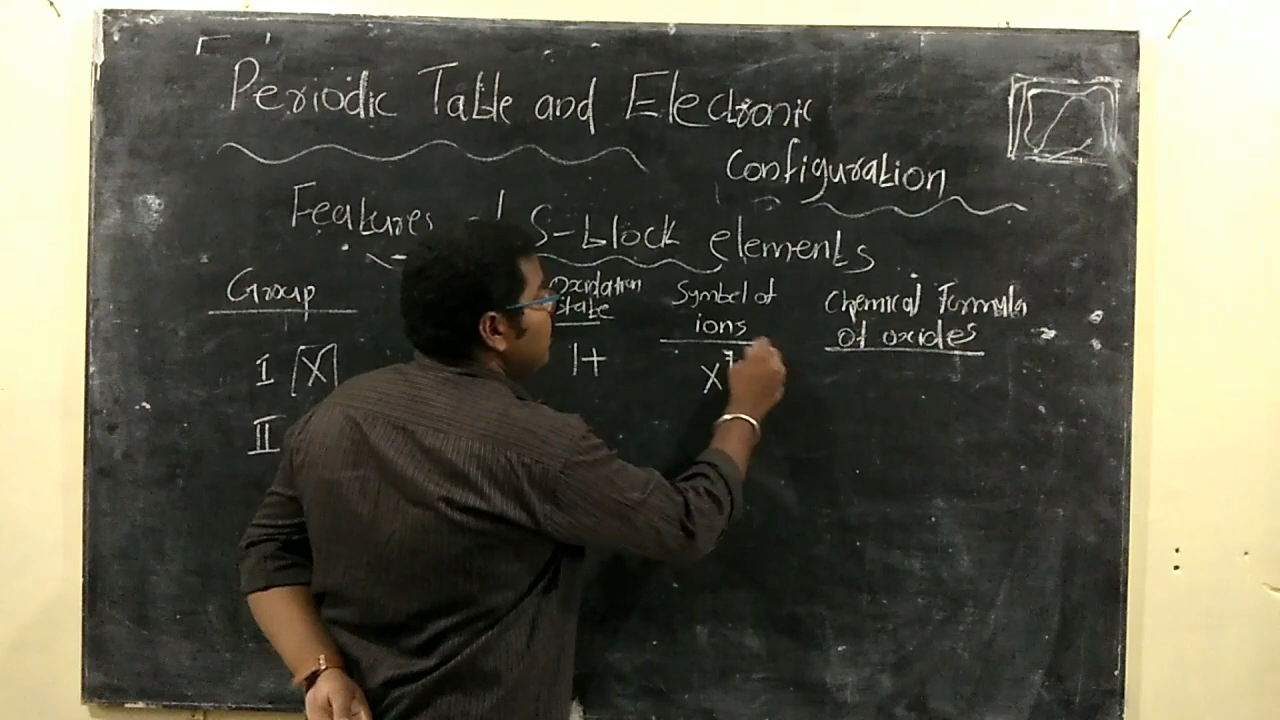 Periodic Table and Electronic
Configuration
Features S-block elements
Group Oxidation state Symbol of ions Chemical Formula of oxides
I [X] 1+ X
II